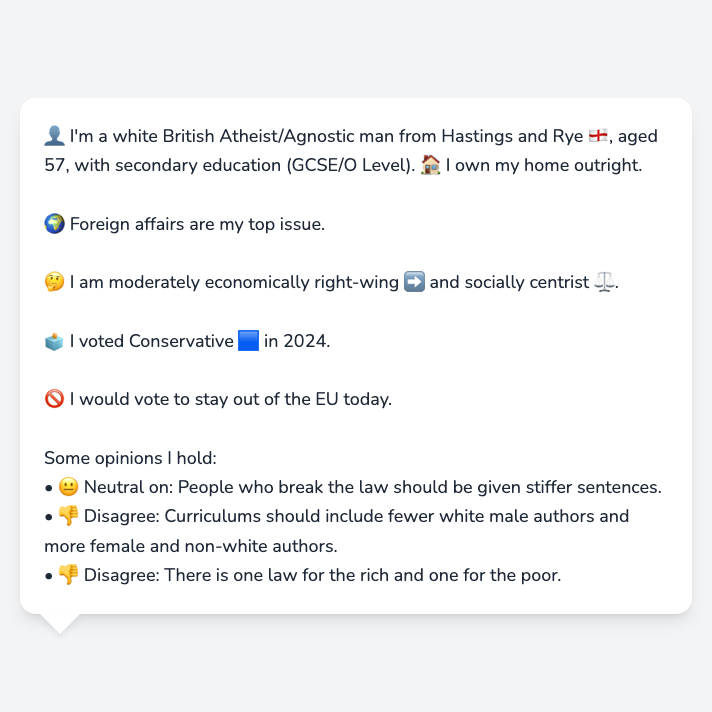 👤 I'm a white British Atheist/Agnostic man from Hastings and Rye 🏴󠁧󠁢󠁥󠁮󠁧󠁿, aged
57, with secondary education (GCSE/O Level). 🏠 I own my home outright.
🌍 Foreign affairs are my top issue.
🤔 I am moderately economically right-wing ➡️ and socially centrist ⚖️.
🗳️ I voted Conservative 🟦 in 2024.
🚫 I would vote to stay out of the EU today.
Some opinions I hold:
• 😐 Neutral on: People who break the law should be given stiffer sentences.
• 👎 Disagree: Curriculums should include fewer white male authors and
more female and non-white authors.
• 👎 Disagree: There is one law for the rich and one for the poor.